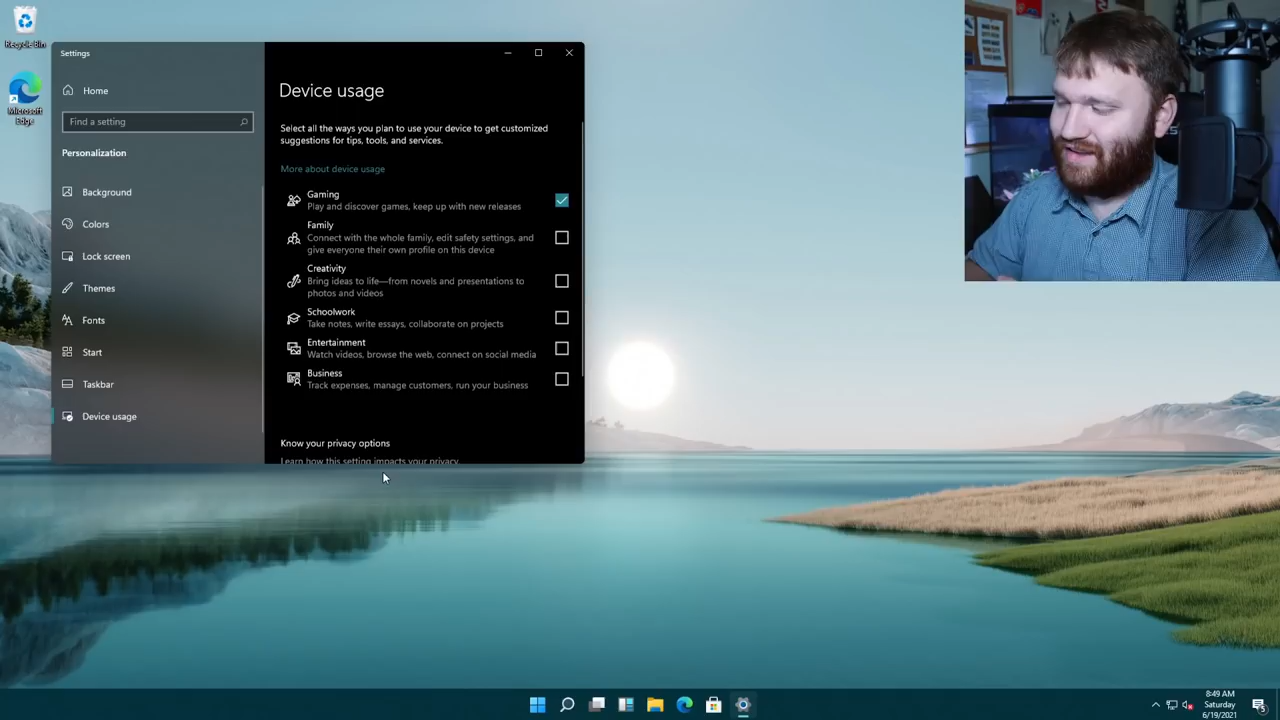 Recycle Bin
Microsoft
Edge
Settings
Home
Find a setting
Personalization
Background
Colors
Lock screen
Themes
Fonts
Start
Taskbar
Device usage
Device usage
Select all the ways you plan to use your device to get customized
suggestions for tips, tools, and services.
More about device usage
Gaming
Play and discover games, keep up with new releases
Family
Connect with the whole family, edit safety settings, and
give everyone their own profile on this device
Creativity
Bring ideas to life—from novels and presentations to
photos and videos
Schoolwork
Take notes, write essays, collaborate on projects
Entertainment
Watch videos, browse the web, connect on social media
Business
Track expenses, manage customers, run your business
Know your privacy options
Learn how this setting impacts your privacy.
8:49 AM
Saturday
6/19/2021